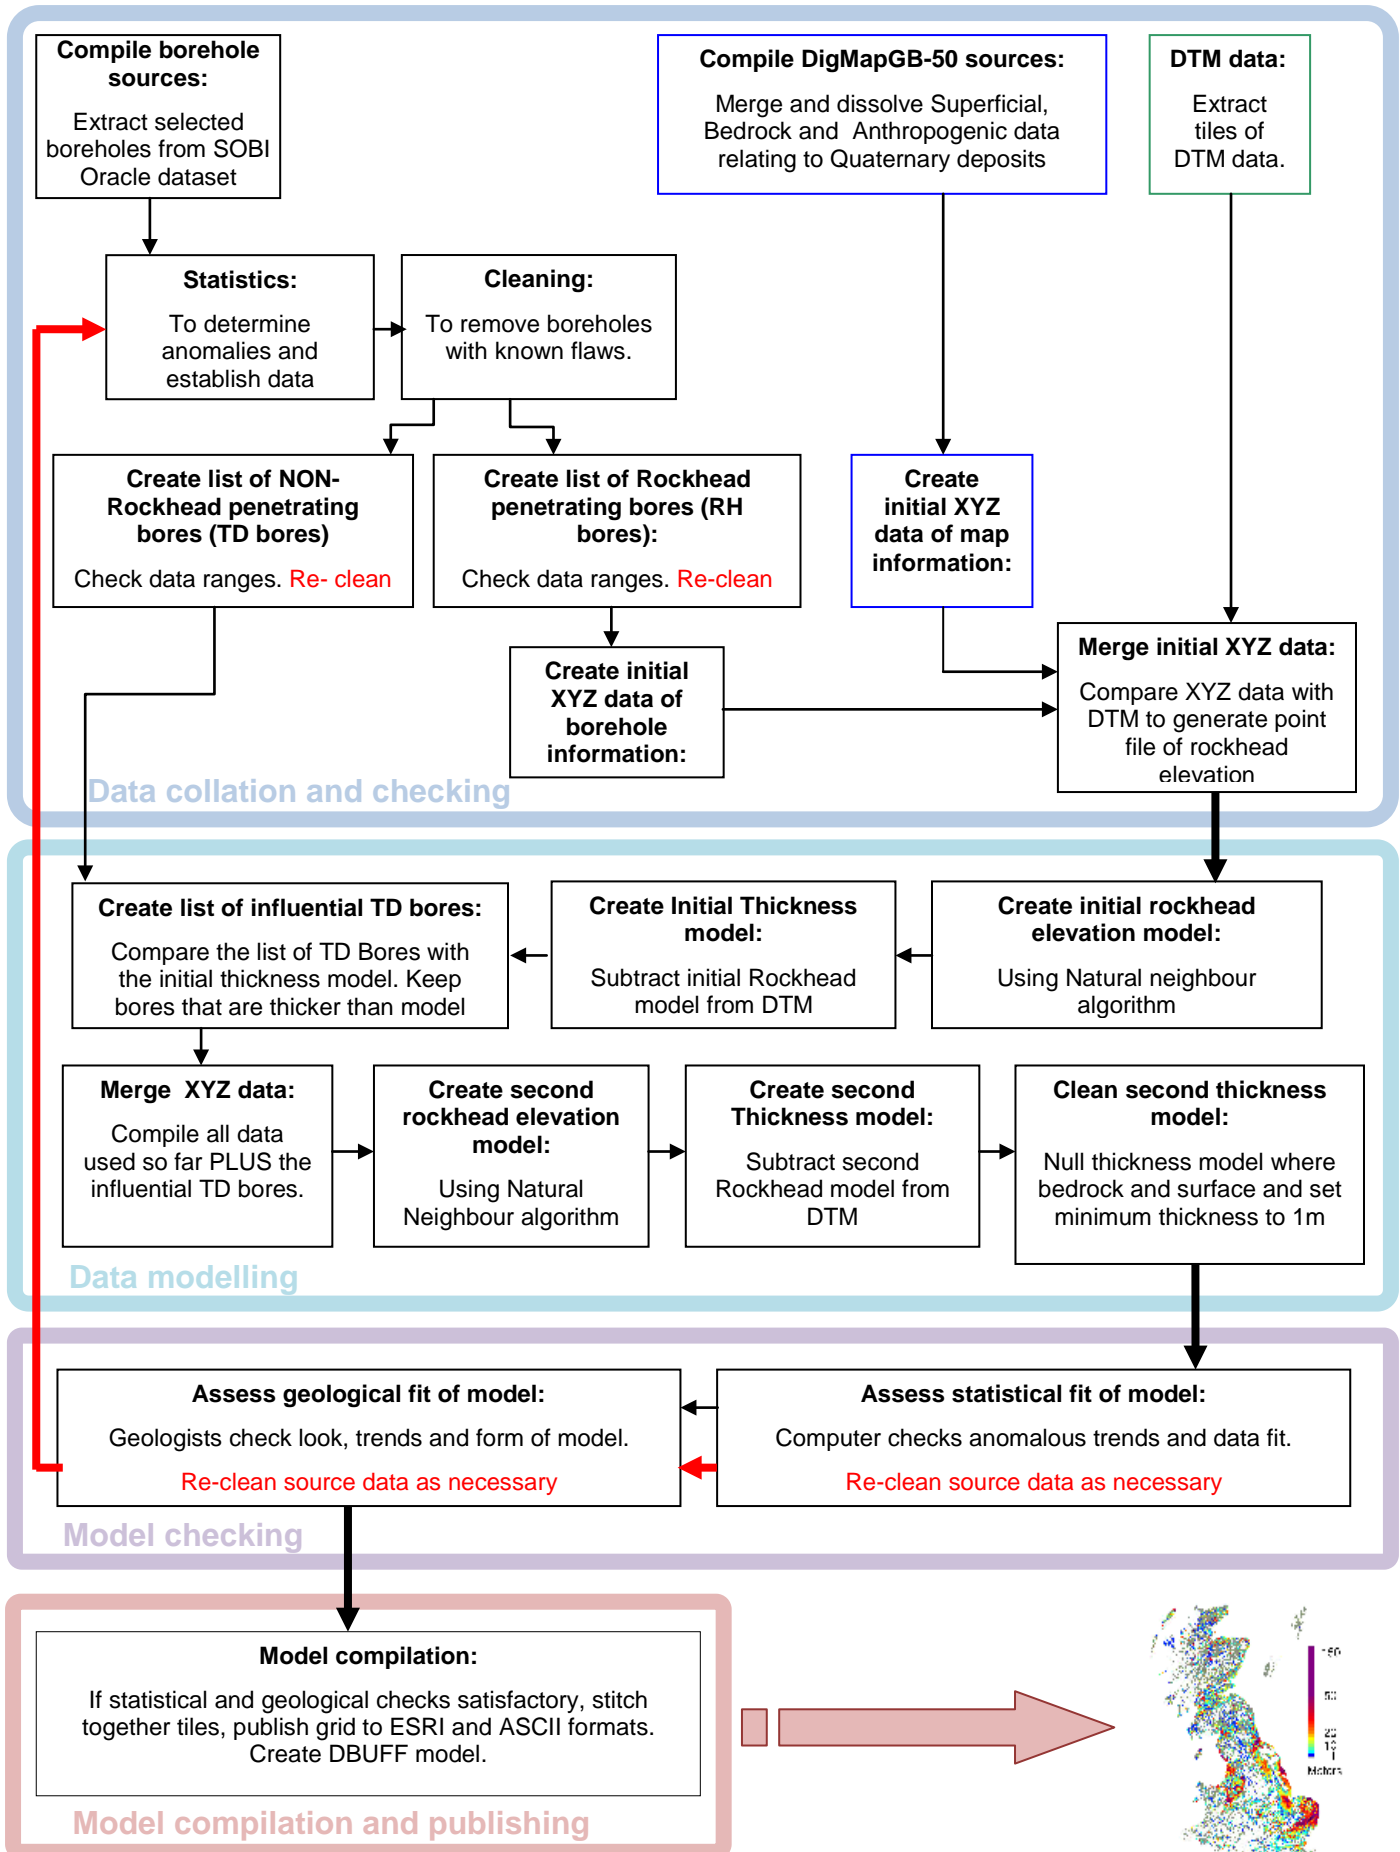 Compile borehole
sources:
Extract selected
boreholes from SOBI
Oracle dataset
Compile DigMapGB-50 sources:
Merge and dissolve Superficial,
Bedrock and Anthropogenic data
relating to Quaternary deposits
DTM data:
Extract
tiles of
DTM data.
Statistics:
To determine
anomalies and
establish data
Cleaning:
To remove boreholes
with known flaws.
Create list of NON-
Rockhead penetrating
bores (TD bores)
Check data ranges. Re- clean
Create list of Rockhead
penetrating bores (RH
bores):
Check data ranges. Re-clean
Create
initial XYZ
data of map
information:
Create initial
XYZ data of
borehole
information:
Merge initial XYZ data:
Compare XYZ data with
DTM to generate point
file of rockhead
elevation
Data collation and checking
Create list of influential TD bores:
Compare the list of TD Bores with
the initial thickness model. Keep
bores that are thicker than model
Create Initial Thickness
model:
Subtract initial Rockhead
model from DTM
Create initial rockhead
elevation model:
Using Natural neighbour
algorithm
Merge XYZ data:
Compile all data
used so far PLUS the
influential TD bores.
Create second
rockhead elevation
model:
Using Natural
Neighbour algorithm
Create second
Thickness model:
Subtract second
Rockhead model from
DTM
Clean second thickness
model:
Null thickness model where
bedrock and surface and set
minimum thickness to 1m
Data modelling
Assess geological fit of model:
Geologists check look, trends and form of model.
Re-clean source data as necessary
Assess statistical fit of model:
Computer checks anomalous trends and data fit.
Re-clean source data as necessary
Model checking
Model compilation:
If statistical and geological checks satisfactory, stitch
together tiles, publish grid to ESRI and ASCII formats.
Create DBUFF model.
Model compilation and publishing